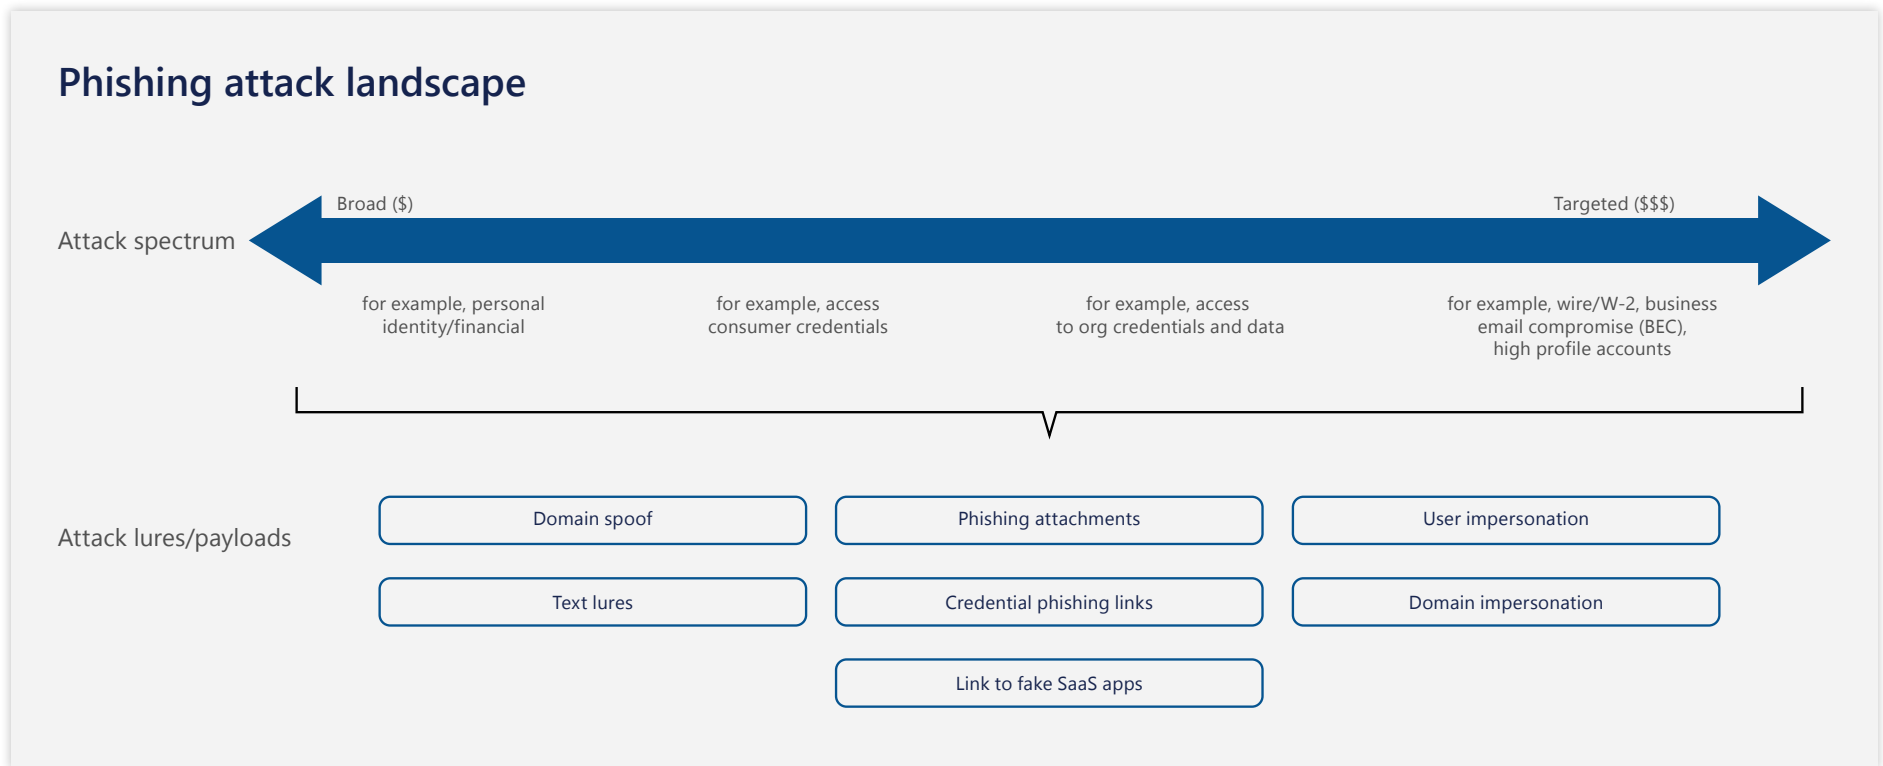 Phishing attack landscape
Broad ($)
Targeted ($$$)
Attack spectrum
for example, personal
identity/financial
for example, access
consumer credentials
for example, access
to org credentials and data
for example, wire/W-2, business
email compromise (BEC),
high profile accounts
Attack lures/payloads
Domain spoof
Phishing attachments
User impersonation
Text lures
Credential phishing links
Domain impersonation
Link to fake SaaS apps